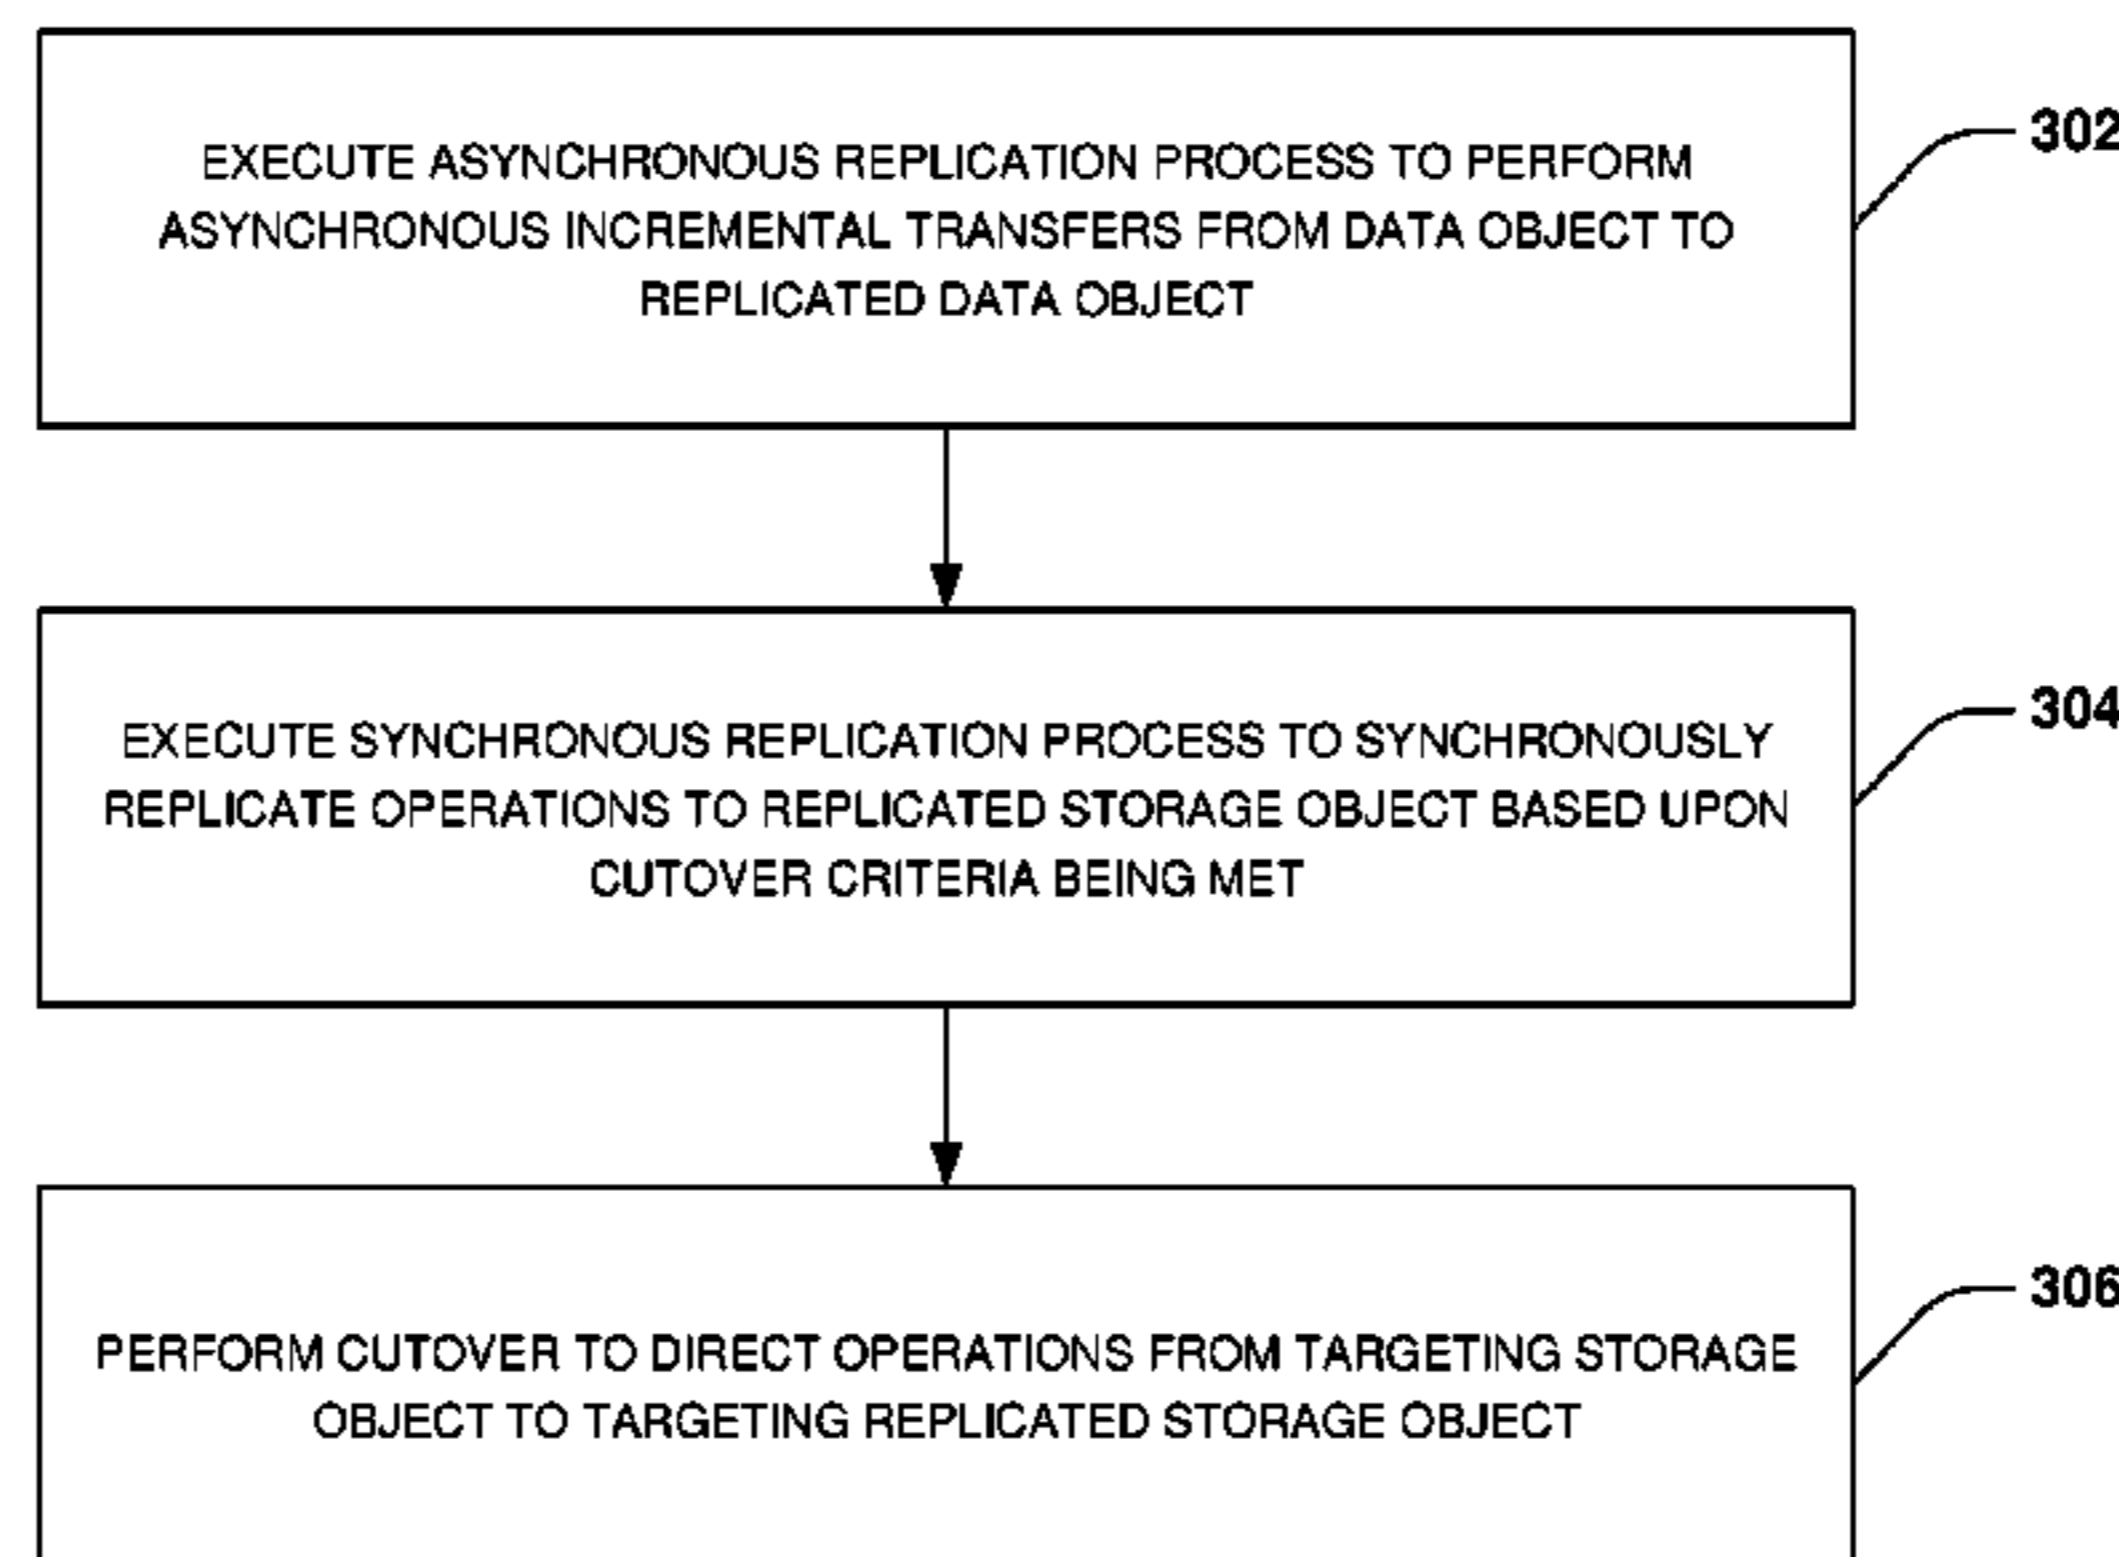 EXECUTE ASYNCHRONOUS REPLICATION PROCESS TO PERFORM
ASYNCHRONOUS INCREMENTAL TRANSFERS FROM DATA OBJECT TO
REPLICATED DATA OBJECT
302
EXECUTE SYNCHRONOUS REPLICATION PROCESS TO SYNCHRONOUSLY
REPLICATE OPERATIONS TO REPLICATED STORAGE OBJECT BASED UPON
CUTOVER CRITERIA BEING MET
304
PERFORM CUTOVER TO DIRECT OPERATIONS FROM TARGETING STORAGE
OBJECT TO TARGETING REPLICATED STORAGE OBJECT
306